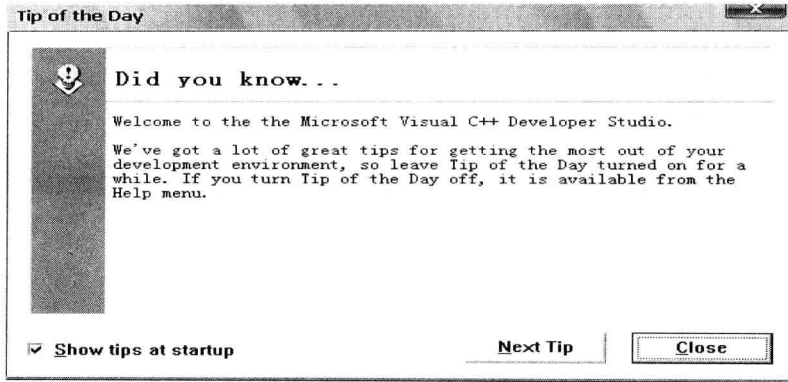 Tip of the Day
Did you know...
Welcome to the the Microsoft Visual C++ Developer Studio.
We've got a lot of great tips for getting the most out of your
development environment, so leave Tip of the Day turned on for a
while. If you turn Tip of the Day off, it is available from the
Help menu.
Show tips at startup
Next Tip
Close